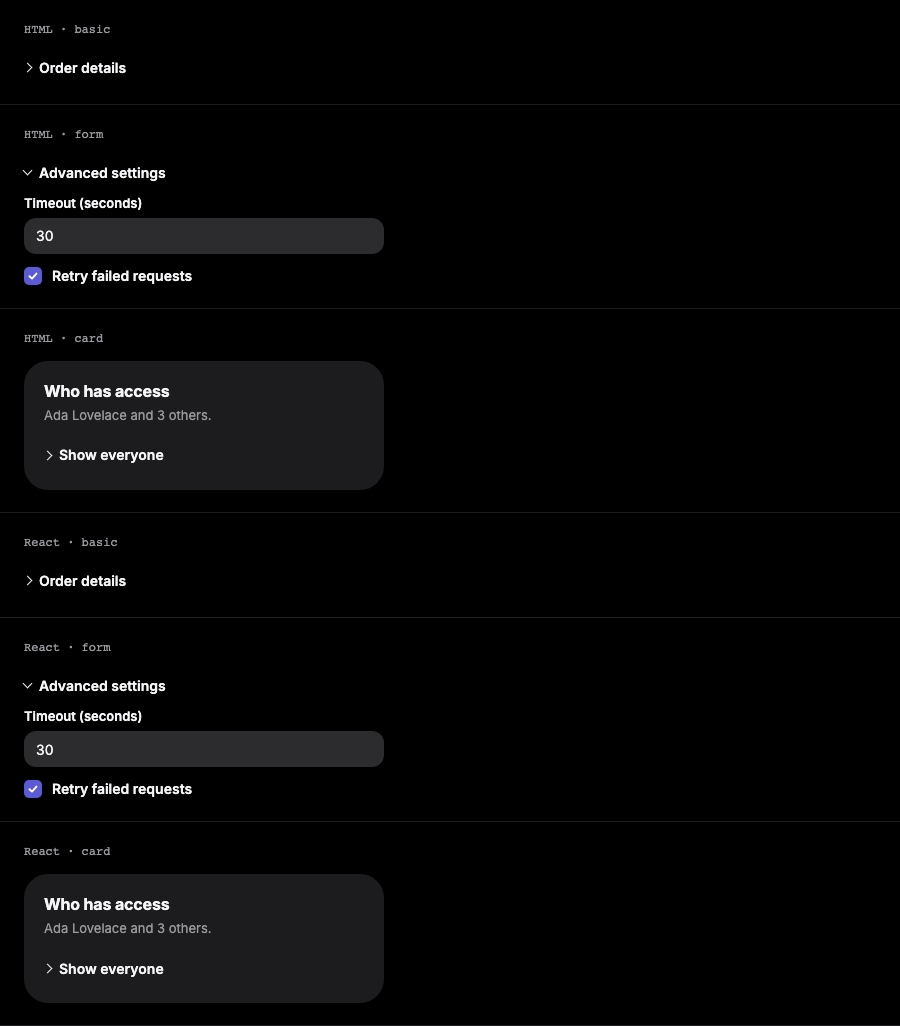 HTML · basic
Order details
HTML · form
Advanced settings
Timeout (seconds)
30
Retry failed requests
HTML · card
Who has access
Ada Lovelace and 3 others.
Show everyone
React · basic
Order details
React · form
Advanced settings
Timeout (seconds)
30
Retry failed requests
React · card
Who has access
Ada Lovelace and 3 others.
Show everyone